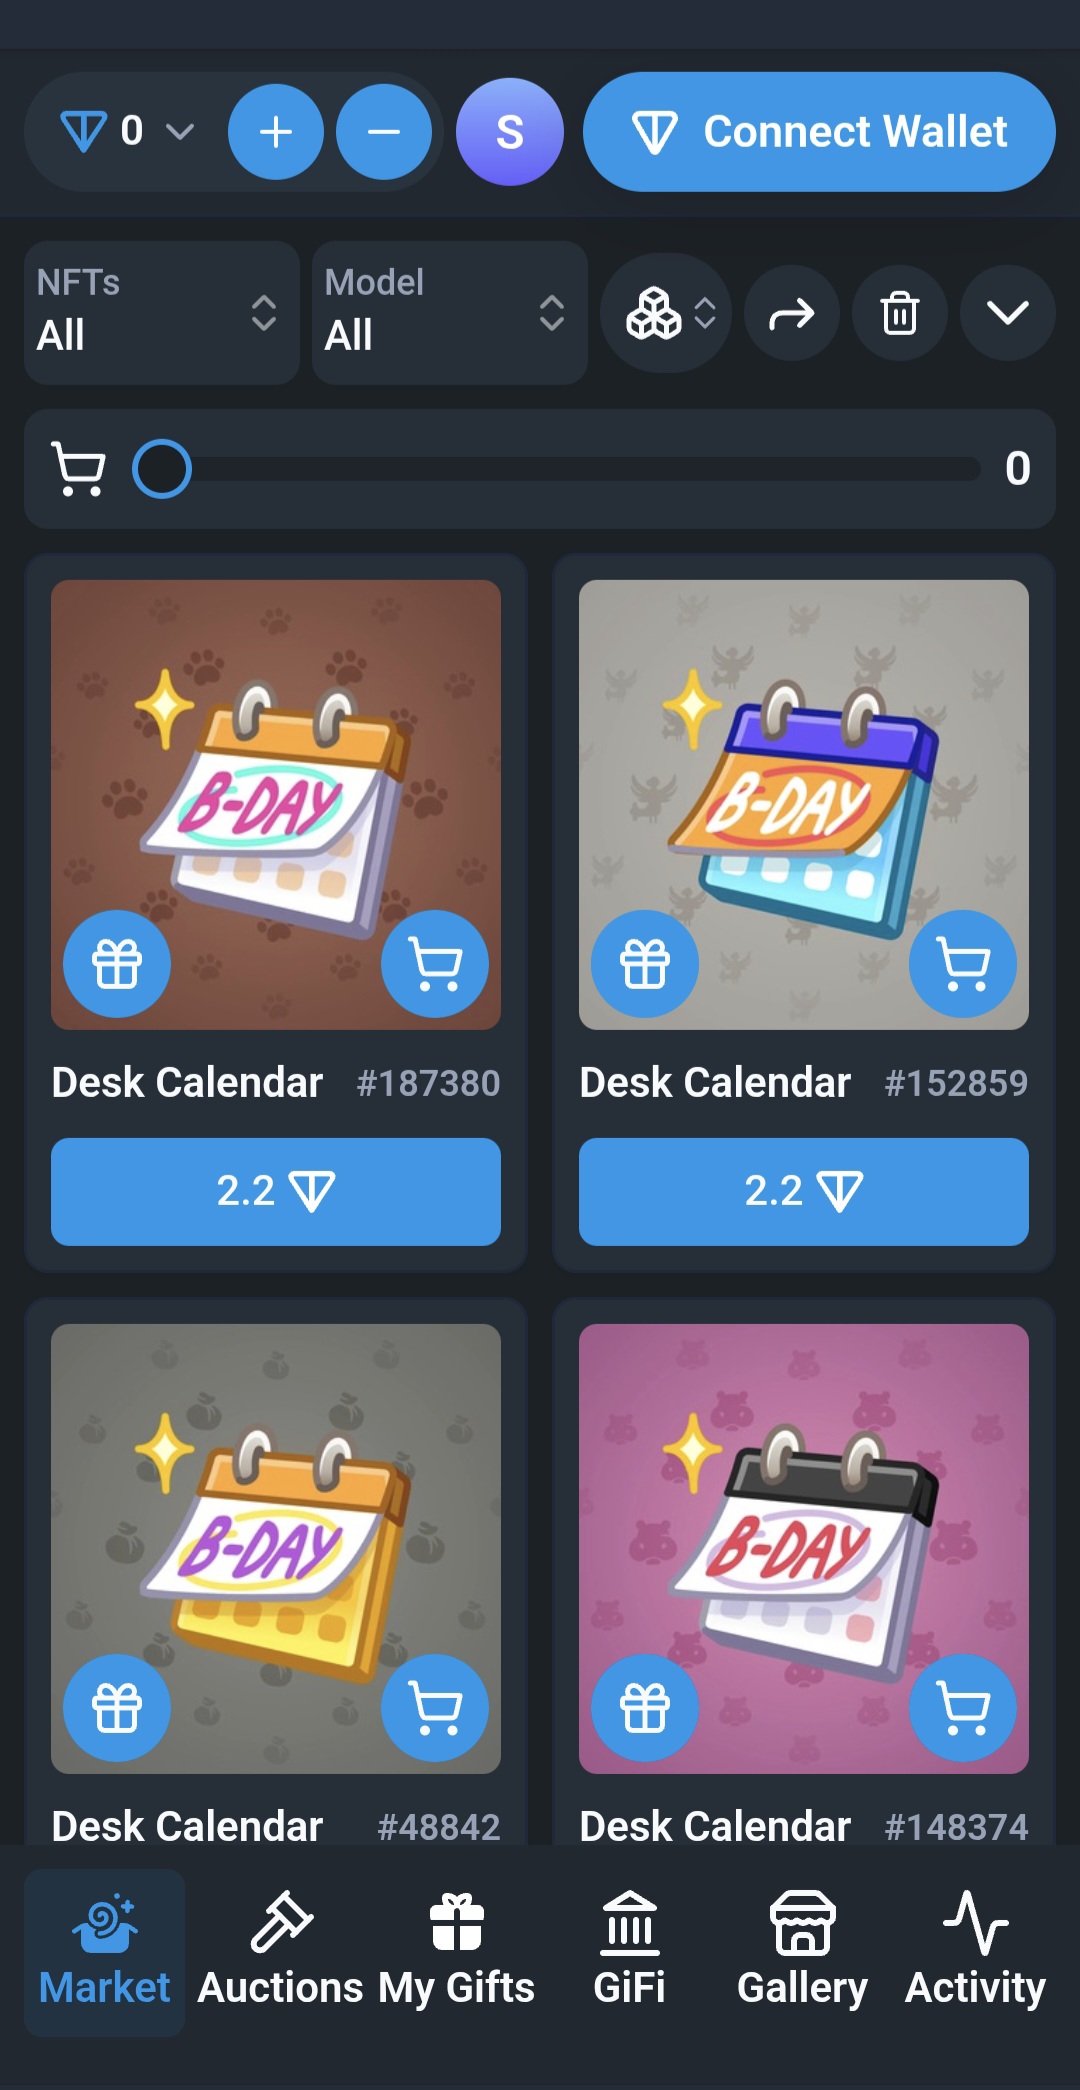 0
S
Connect Wallet
NFTs
All
Model
All
0
B-DAY
B-DAY
Desk Calendar #187380
Desk Calendar #152859
2.2
2.2
B-DAY
B-DAY
Desk Calendar #48842
Desk Calendar #148374
Market
Auctions
My Gifts
GiFi
Gallery
Activity